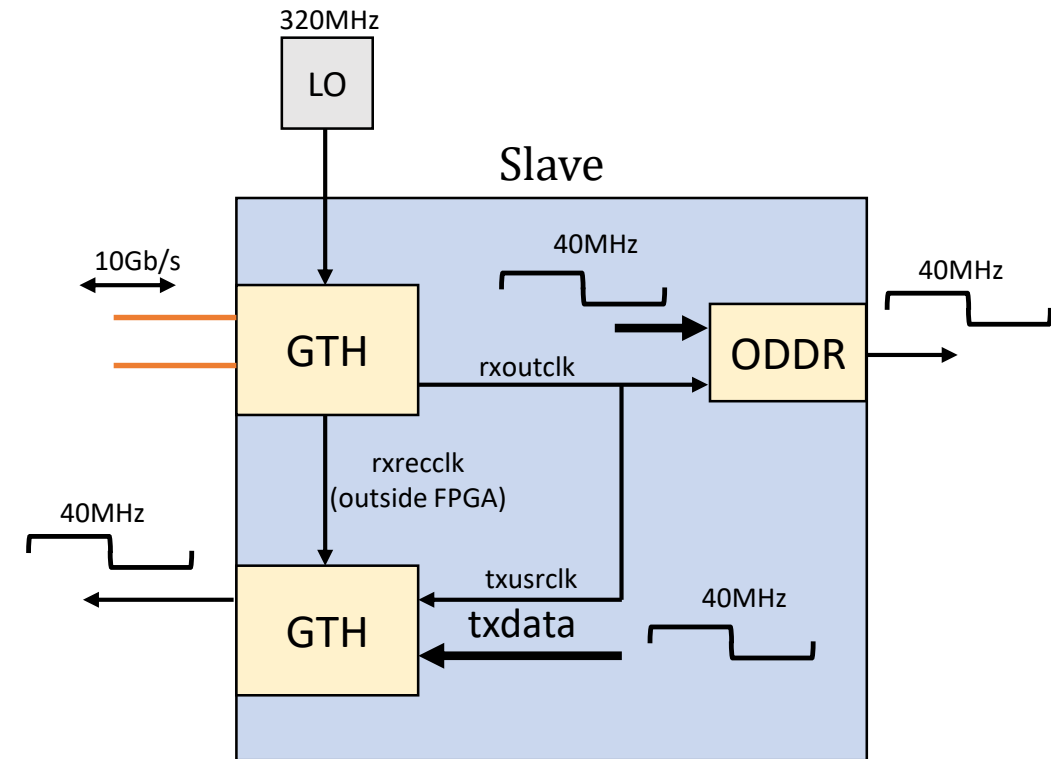 320MHz
LO
Slave
10Gb/s
40MHz
40MHz
GTH
ODDR
rxoutclk
rxrecclk
(outside FPGA)
40MHz
txusrclk
40MHz
txdata
GTH